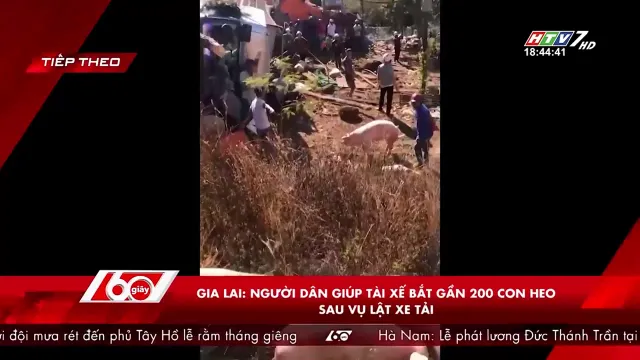 TIẾP THEO
HTV7 HD
18:44:41
60 giây
GIA LAI: NGƯỜI DÂN GIÚP TÀI XẾ BẮT GẦN 200 CON HEO
SAU VỤ LẬT XE TẢI
đội mưa rét đến phủ Tây Hồ lễ rằm tháng giêng 60 giây Hà Nam: Lễ phát lương Đức Thánh Trần tại